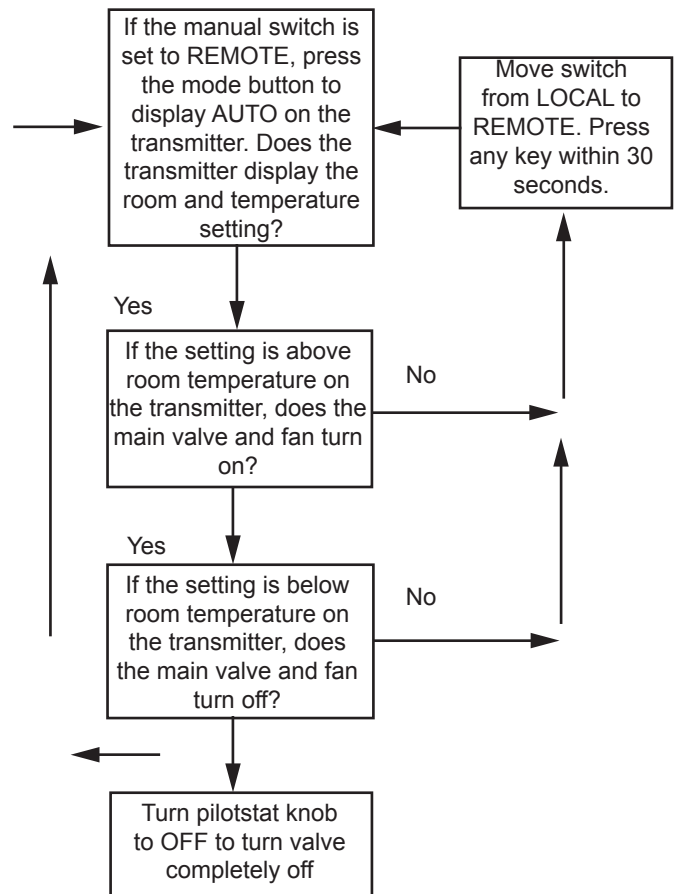 If the manual switch is
set to REMOTE, press
the mode button to
display AUTO on the
transmitter. Does the
transmitter display the
room and temperature
setting?
Move switch
from LOCAL to
REMOTE. Press
any key within 30
seconds.
Yes
If the setting is above
room temperature on
the transmitter, does the
main valve and fan turn
on?
No
Yes
If the setting is below
room temperature on
the transmitter, does
the main valve and fan
turn off?
No
Turn pilotstat knob
to OFF to turn valve
completely off